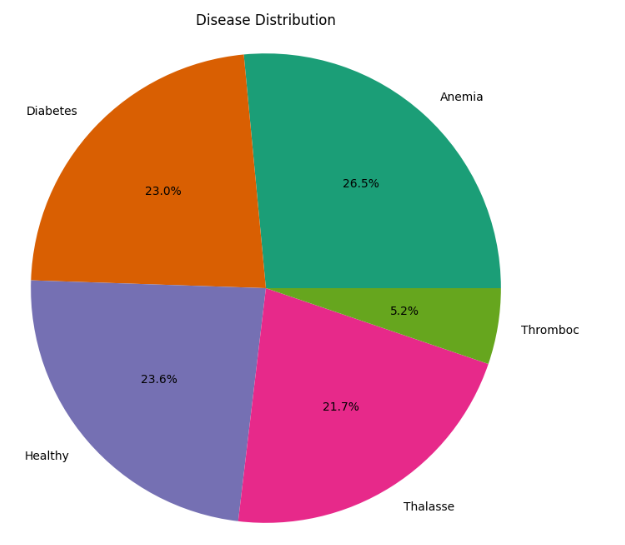 Disease Distribution
Anemia
26.5%
Diabetes
23.0%
Healthy
23.6%
Thalasse
21.7%
Thromboc
5.2%